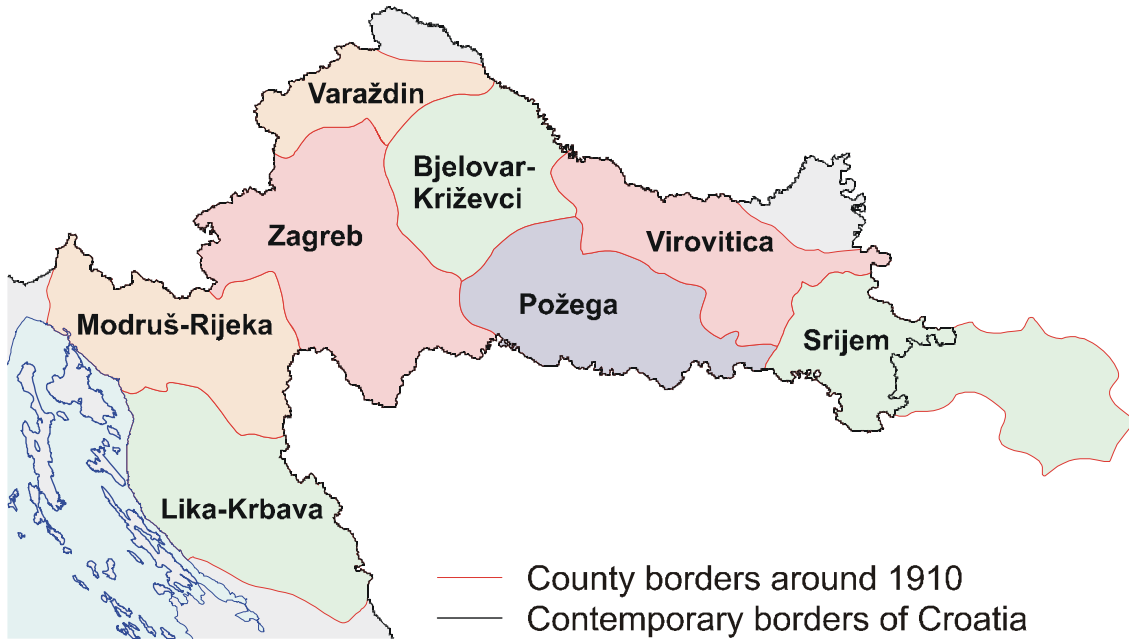 Varaždin
Bjelovar-
Križevci
Zagreb
Virovitica
Požega
Modruš-Rijeka
Srijem
Lika-Krbava
County borders around 1910
Contemporary borders of Croatia